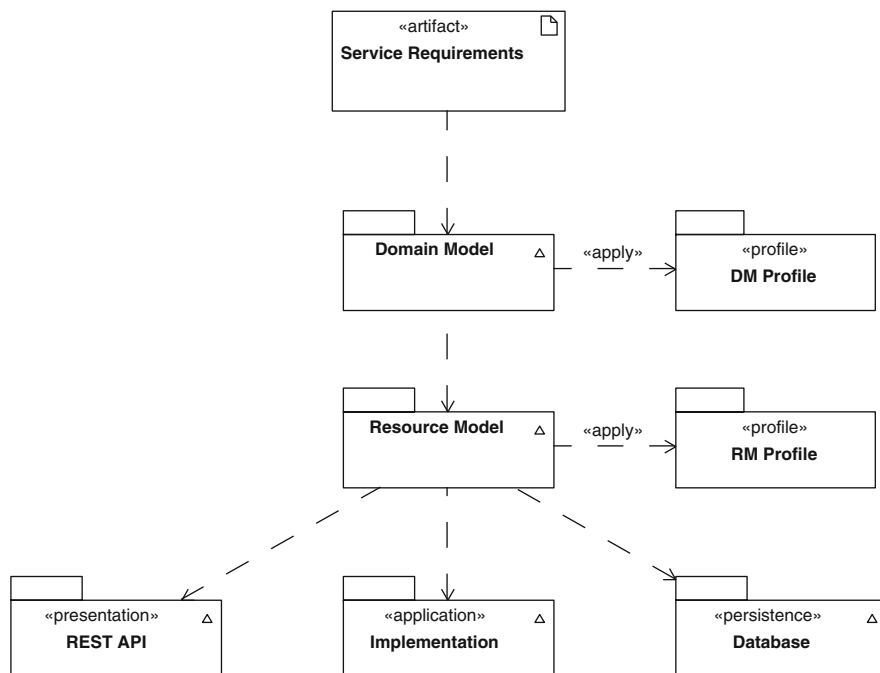 «artifact»
Service Requirements
Domain Model
«apply»
«profile»
DM Profile
Resource Model
«apply»
«profile»
RM Profile
«presentation»
REST API
«application»
Implementation
«persistence»
Database